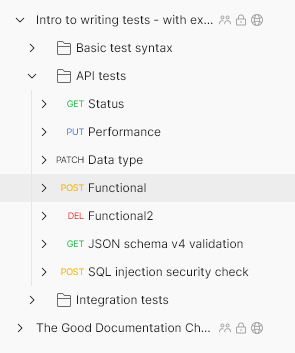 Intro to writing tests - with ex...
Basic test syntax
API tests
GET Status
PUT Performance
PATCH Data type
POST Functional
DEL Functional2
GET JSON schema v4 validation
POST SQL injection security check
Integration tests
The Good Documentation Ch...